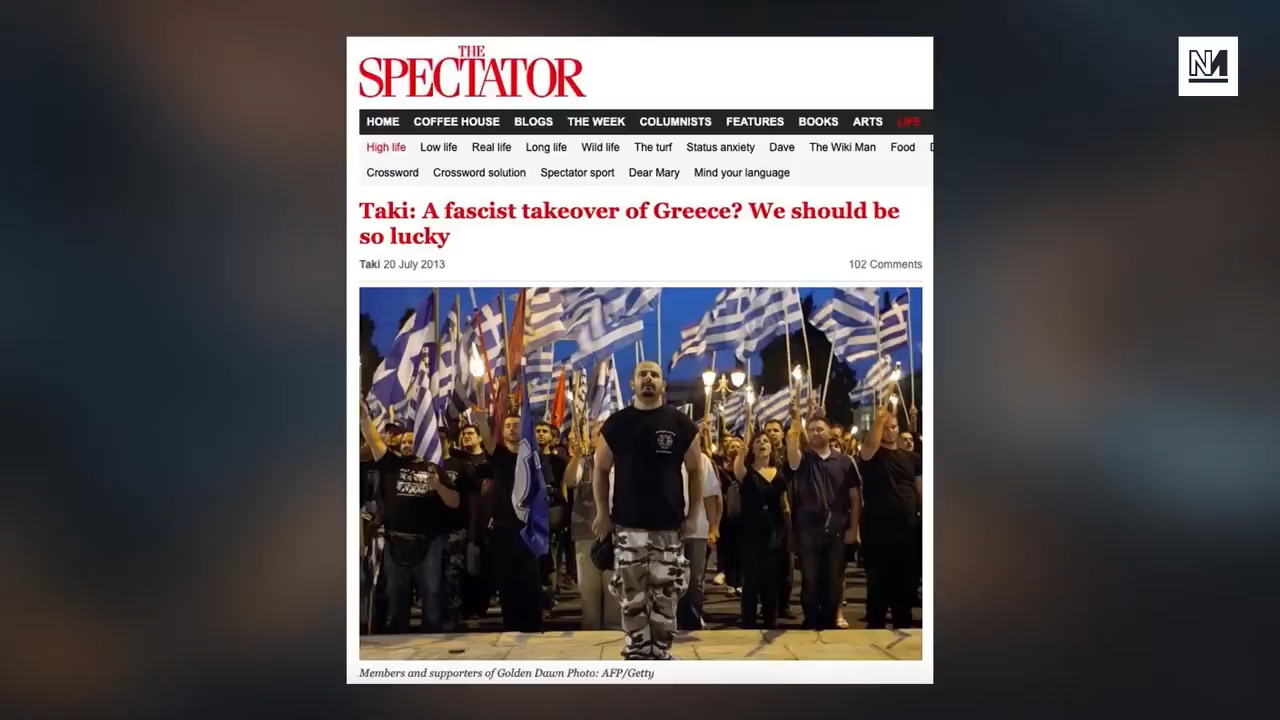 THE
SPECTATOR
NM
HOME COFFEE HOUSE BLOGS THE WEEK COLUMNISTS FEATURES BOOKS ARTS LIFE
High life Low life Real life Long life Wild life The turf Status anxiety Dave The Wiki Man Food
Crossword Crossword solution Spectator sport Dear Mary Mind your language
Taki: A fascist takeover of Greece? We should be
so lucky
Taki 20 July 2013 102 Comments
Members and supporters of Golden Dawn Photo: AFP/Getty